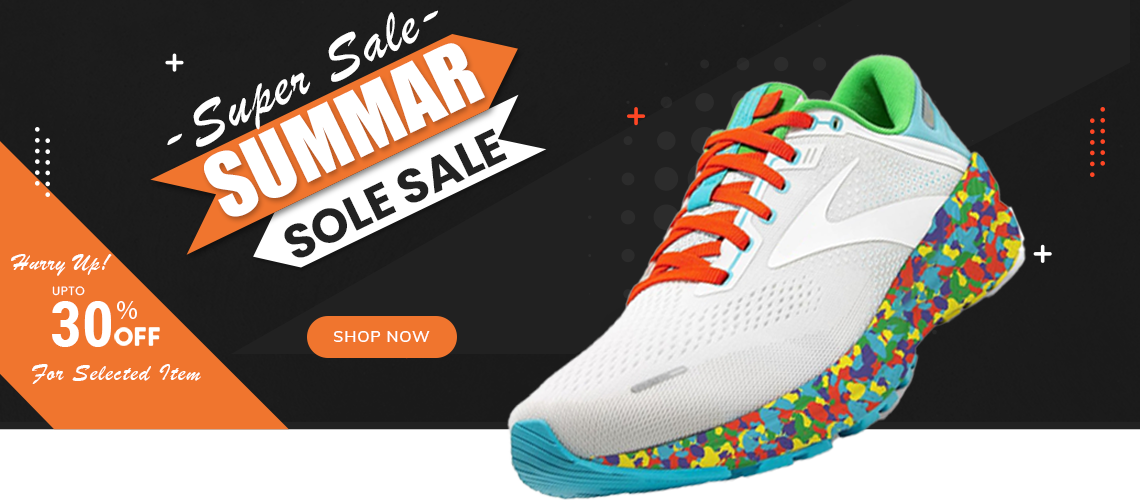 -Super Sale-
SUMMAR
SOLE SALE
Hurry Up!
UPTO
30%
OFF
For Selected Item
SHOP NOW